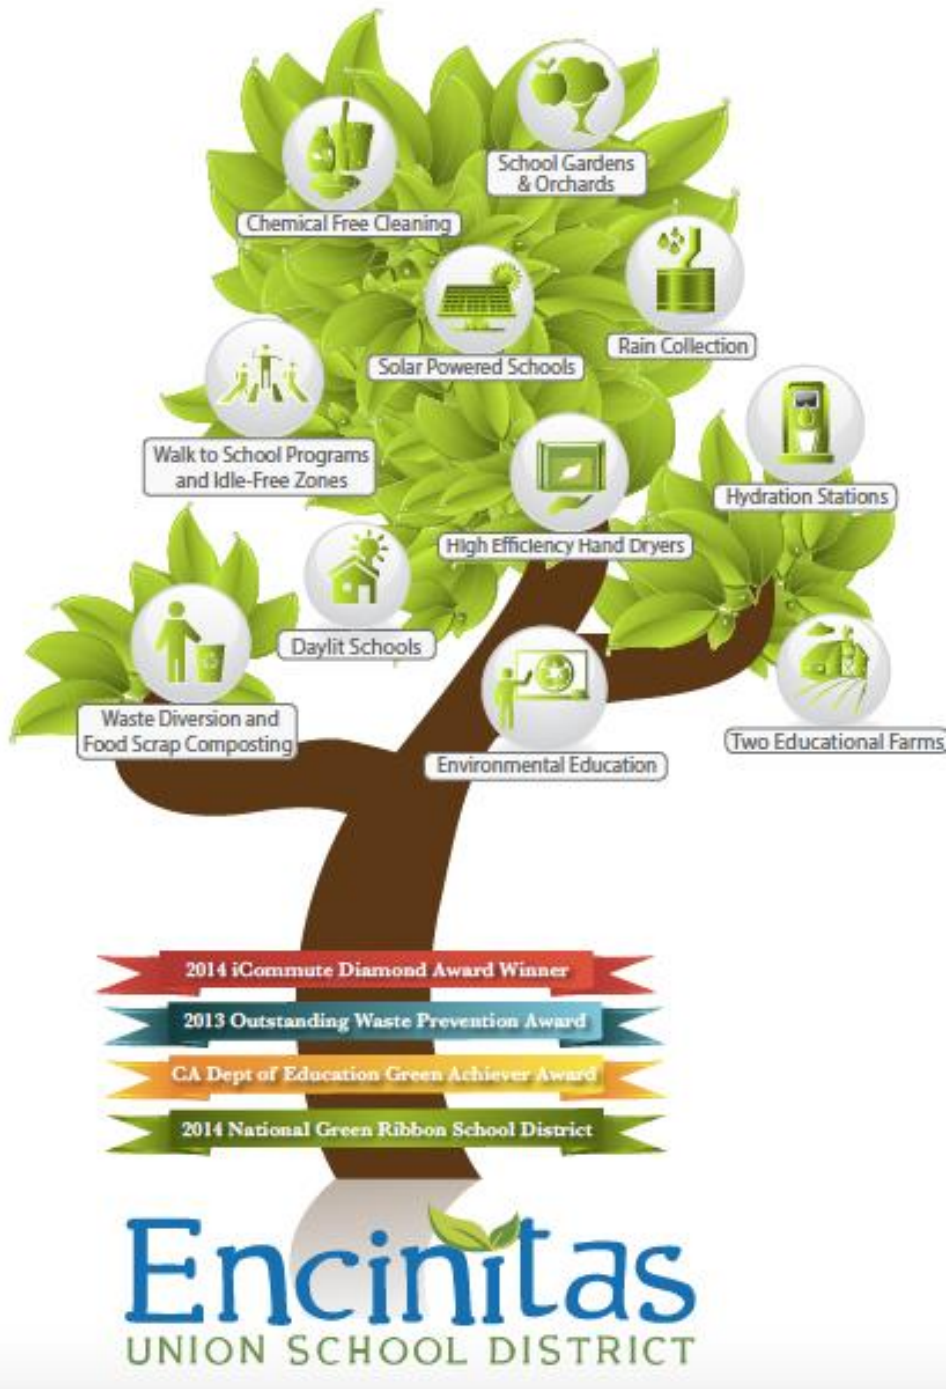 School Gardens
& Orchards
Chemical Free Cleaning
Rain Collection
Solar Powered Schools
Walk to School Programs
and Idle-Free Zones
Hydration Stations
High Efficiency Hand Dryers
Daylit Schools
Waste Diversion and
Food Scrap Composting
Two Educational Farms
Environmental Education
2014 iCommute Diamond Award Winner
2013 Outstanding Waste Prevention Award
CA Dept of Education Green Achiever Award
2014 National Green Ribbon School District
Encinitas
UNION SCHOOL DISTRICT